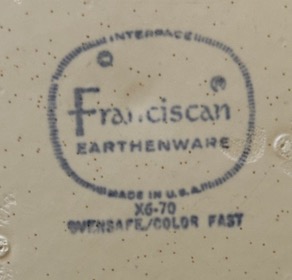 INTERPACE
Franciscan
EARTHENWARE
MADE IN U.S.A.
X6-70
OVENSAFE/COLOR FAST